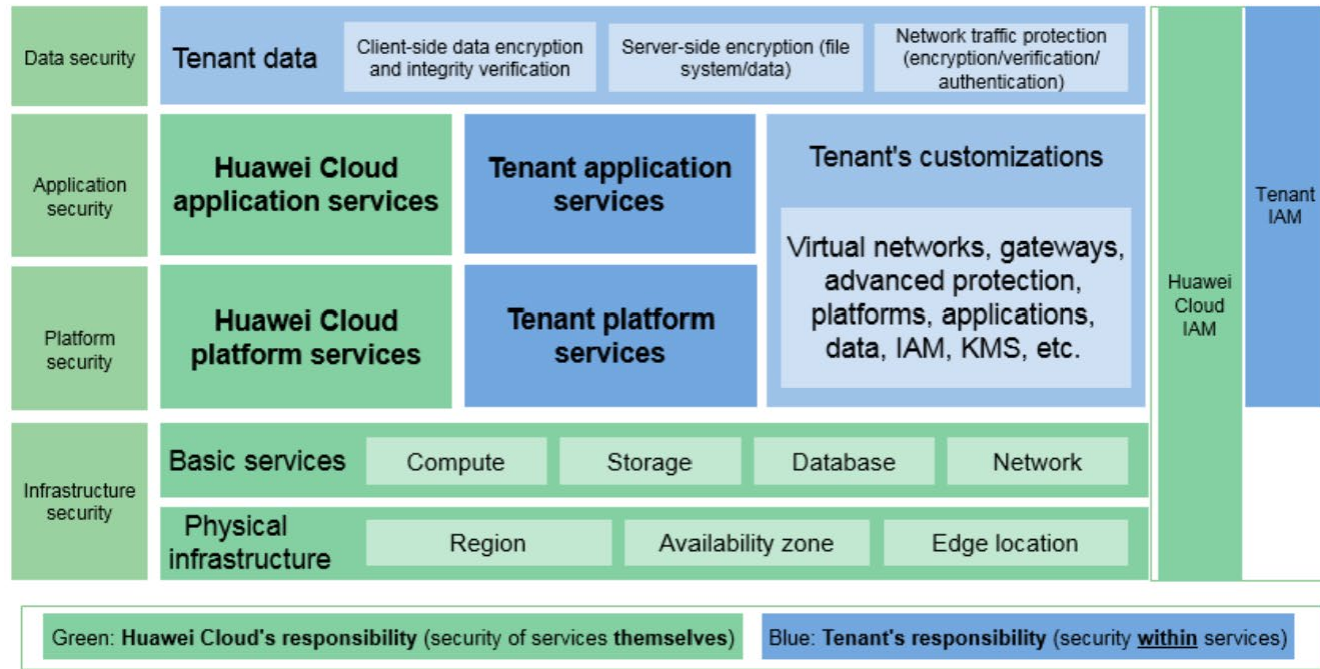 Data security
Tenant data
Client-side data encryption
and integrity verification
Server-side encryption (file
system/data)
Network traffic protection
(encryption/verification/
authentication)
Application
security
Huawei Cloud
application services
Tenant application
services
Tenant's customizations
Virtual networks, gateways,
advanced protection,
platforms, applications,
data, IAM, KMS, etc.
Platform
security
Huawei Cloud
platform services
Tenant platform
services
Huawei
Cloud
IAM
Tenant
IAM
Infrastructure
security
Basic services
Compute
Storage
Database
Network
Physical
infrastructure
Region
Availability zone
Edge location
Green: Huawei Cloud's responsibility (security of services themselves)
Blue: Tenant's responsibility (security within services)